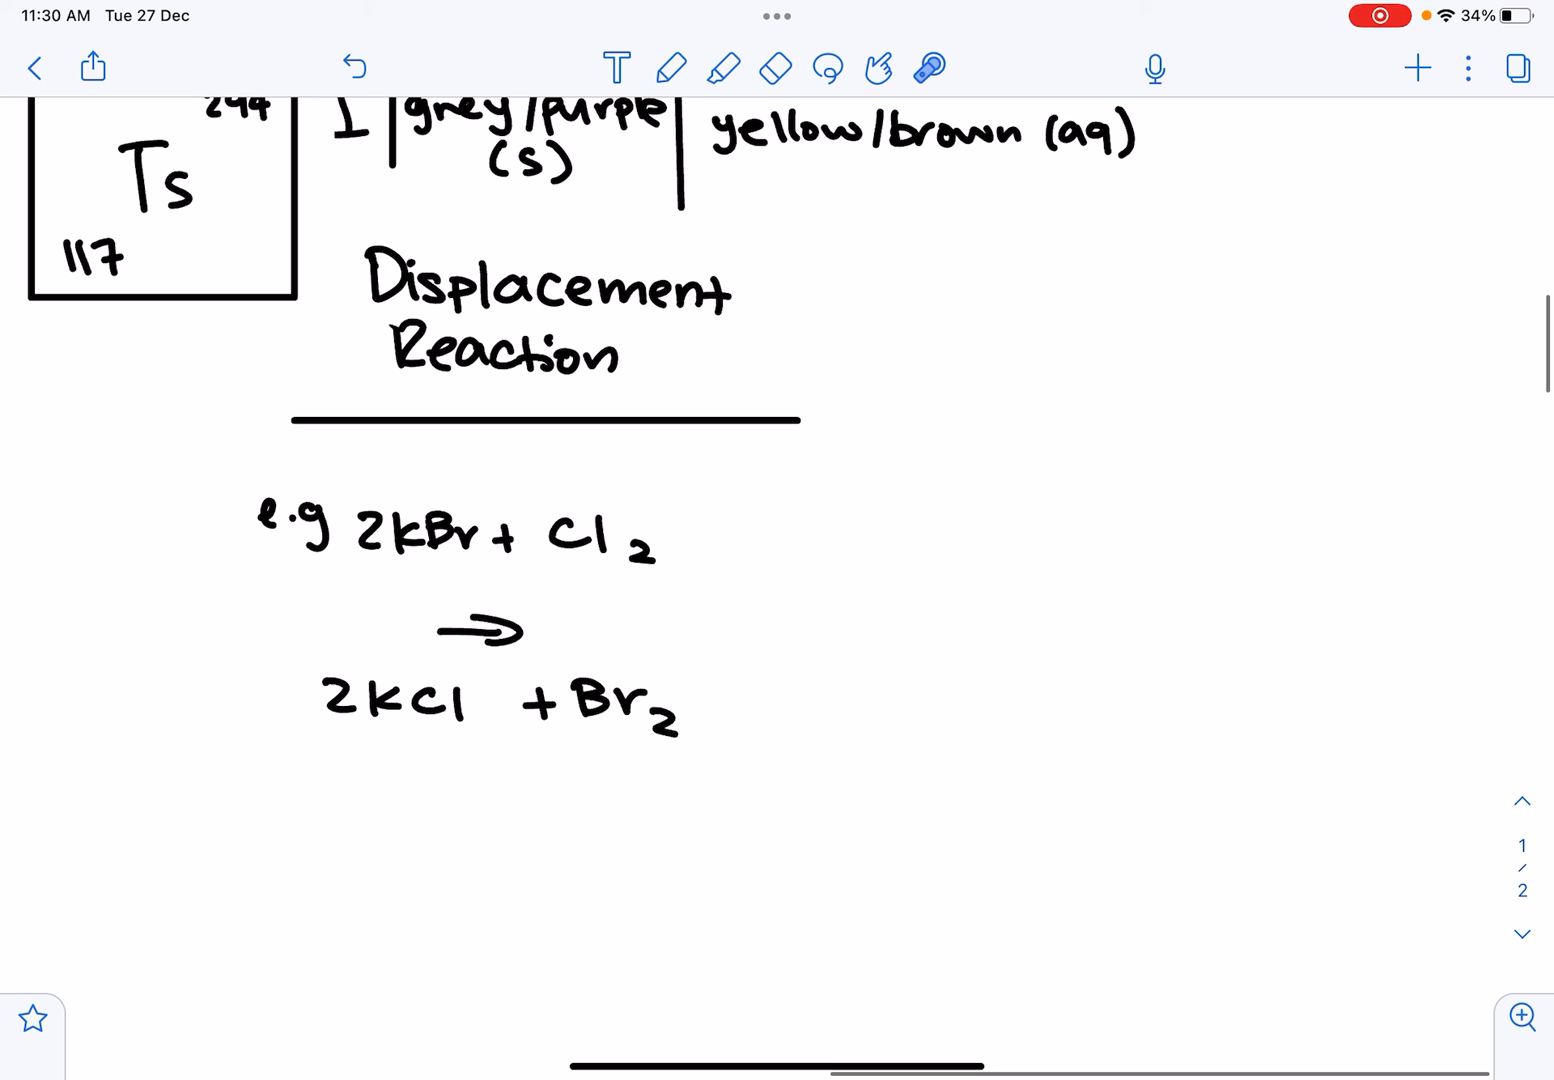 11:30 AM Tue 27 Dec
34%
244
Ts
117
I grey/purple
(s)
yellow/brown (aq)
Displacement
Reaction
e.g 2KBr + Cl2
→
2KCl + Br2
1
/
2